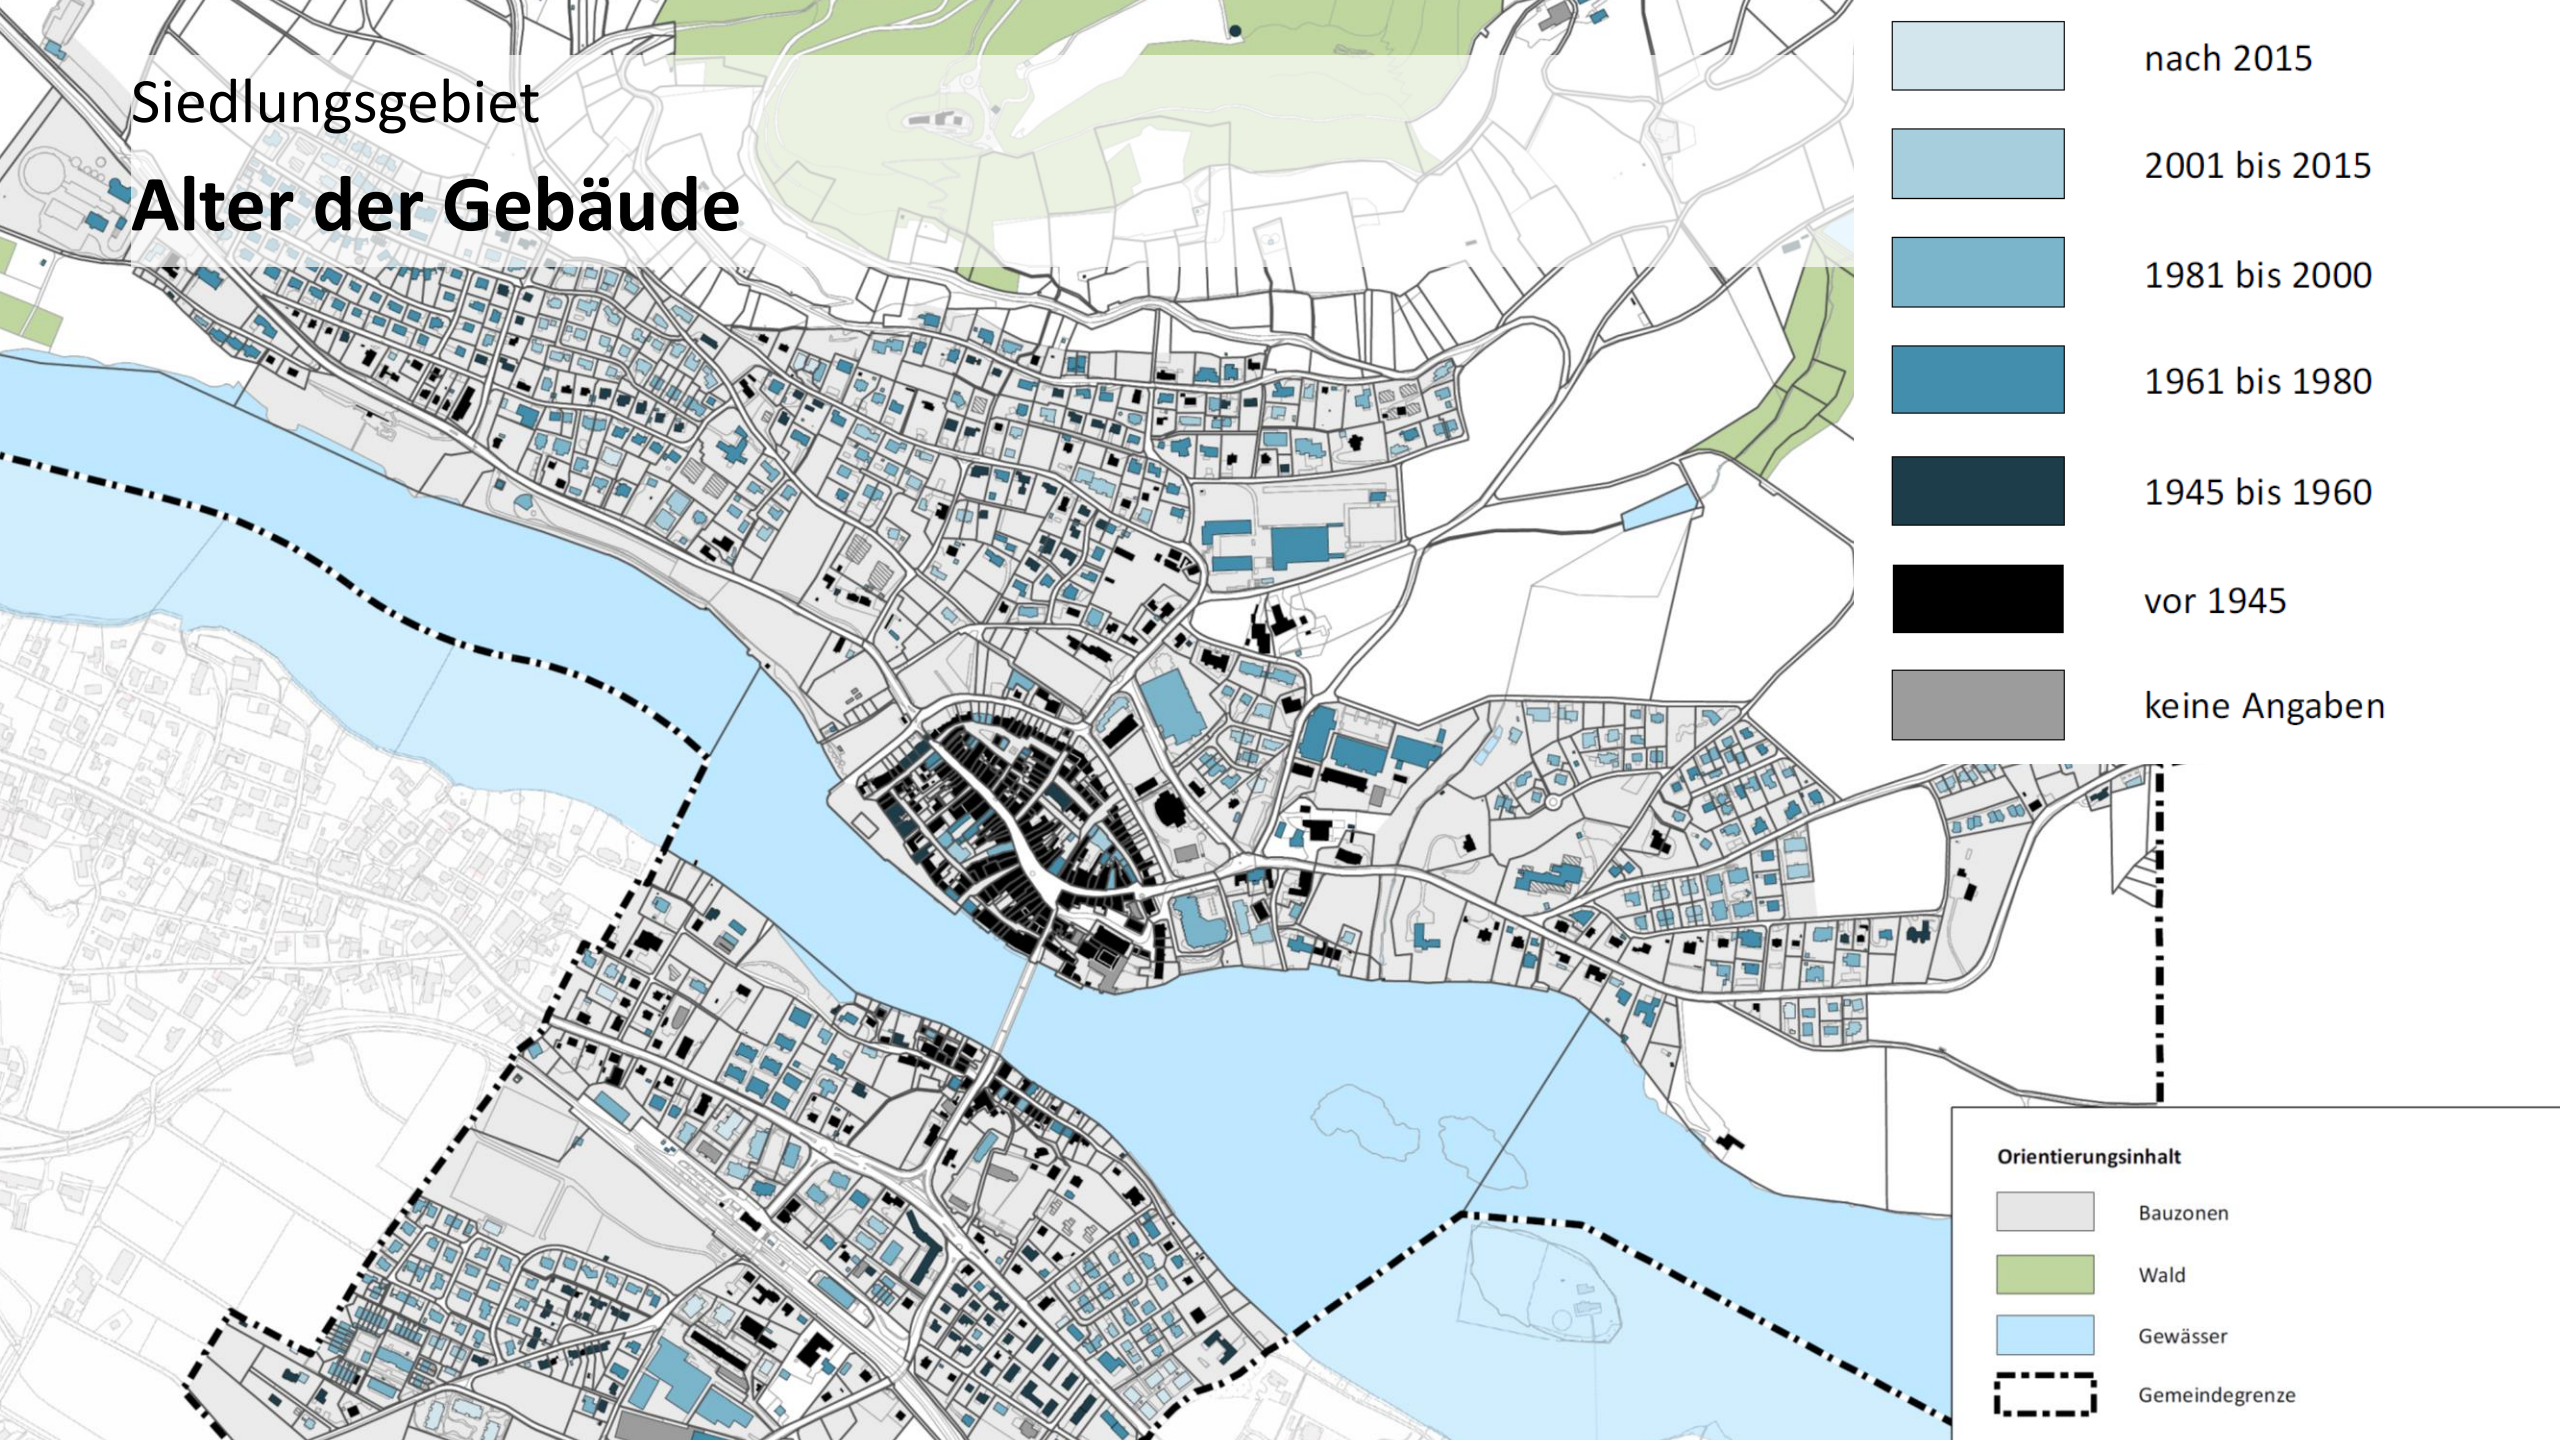 Siedlungsgebiet
Alter der Gebäude
nach 2015
2001 bis 2015
1981 bis 2000
1961 bis 1980
1945 bis 1960
vor 1945
keine Angaben
Orientierungsinhalt
Bauzonen
Wald
Gewässer
Gemeindegrenze